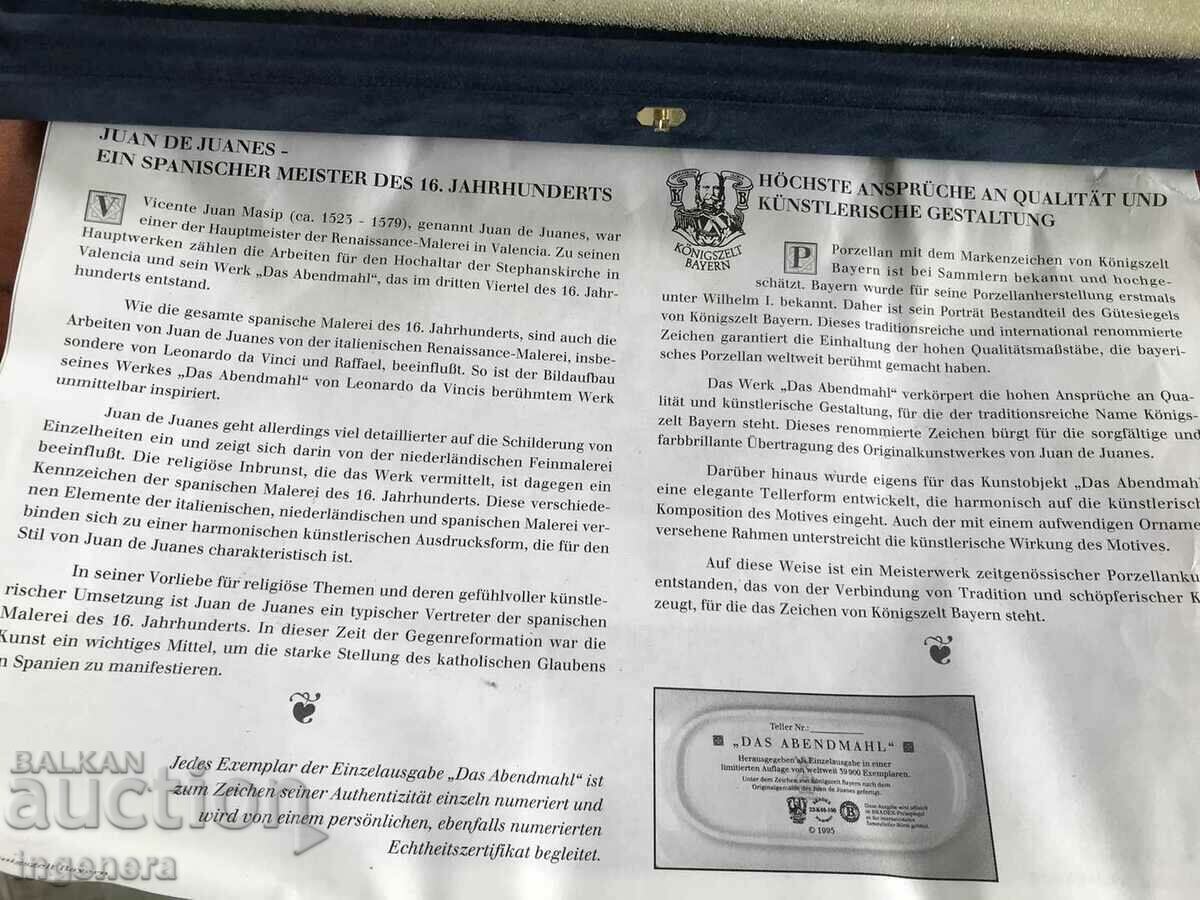 JUAN DE JUANES -
EIN SPANISCHER MEISTER DES 16. JAHRHUNDERTS
Vicente Juan Masip (ca. 1523 - 1579), genannt Juan de Juanes, war
einer der Hauptmeister der Renaissance-Malerei in Valencia. Zu seinen
Hauptwerken zählen die Arbeiten für den Hochaltar der Stephanskirche in
Valencia und sein Werk „Das Abendmahl“, das im dritten Viertel des 16. Jahr-
hunderts entstand.
Wie die gesamte spanische Malerei des 16. Jahrhunderts, sind auch die
Arbeiten von Juan de Juanes von der italienischen Renaissance-Malerei, insbe-
sondere von Leonardo da Vinci und Raffael, beeinflußt. So ist der Bildaufbau
seines Werkes „Das Abendmahl“ von Leonardo da Vincis berühmtem Werk
unmittelbar inspiriert.
Juan de Juanes geht allerdings viel detaillierter auf die Schilderung von
Einzelheiten ein und zeigt sich darin von der niederländischen Feinmalerei
beeinflußt. Die religiöse Inbrunst, die das Werk vermittelt, ist dagegen ein
Kennzeichen der spanischen Malerei des 16. Jahrhunderts. Diese verschiede-
nen Elemente der italienischen, niederländischen und spanischen Malerei ver-
binden sich zu einer harmonischen künstlerischen Ausdrucksform, die für den
Stil von Juan de Juanes charakteristisch ist.
In seiner Vorliebe für religiöse Themen und deren gefühlvoller künstle-
rischer Umsetzung ist Juan de Juanes ein typischer Vertreter der spanischen
Malerei des 16. Jahrhunderts. In dieser Zeit der Gegenreformation war die
Kunst ein wichtiges Mittel, um die starke Stellung des katholischen Glaubens
n Spanien zu manifestieren.
Jedes Exemplar der Einzelausgabe „Das Abendmahl“ ist
zum Zeichen seiner Authentizität einzeln numeriert und
wird von einem persönlichen, ebenfalls numerierten
Echtheitszertifikat begleitet.
K B
KÖNIGSZELT
BAYERN
HÖCHSTE ANSPRÜCHE AN QUALITÄT UND
KÜNSTLERISCHE GESTALTUNG
Porzellan mit dem Markenzeichen von Königszelt
Bayern ist bei Sammlern bekannt und hochge-
schätzt. Bayern wurde für seine Porzellanherstellung erstmals
unter Wilhelm I. bekannt. Daher ist sein Porträt Bestandteil des Gütesiegels
von Königszelt Bayern. Dieses traditionsreiche und international renommierte
Zeichen garantiert die Einhaltung der hohen Qualitätsmaßstäbe, die bayeri-
sches Porzellan weltweit berühmt gemacht haben.
Das Werk „Das Abendmahl“ verkörpert die hohen Ansprüche an Qua-
lität und künstlerische Gestaltung, für die der traditionsreiche Name Königs-
zelt Bayern steht. Dieses renommierte Zeichen bürgt für die sorgfältige und
farbbrillante Übertragung des Originalkunstwerkes von Juan de Juanes.
Darüber hinaus wurde eigens für das Kunstobjekt „Das Abendmahl
eine elegante Tellerform entwickelt, die harmonisch auf die künstlerisch
Komposition des Motives eingeht. Auch der mit einem aufwendigen Orname
versehene Rahmen unterstreicht die künstlerische Wirkung des Motives.
Auf diese Weise ist ein Meisterwerk zeitgenössischer Porzellanku
entstanden, das von der Verbindung von Tradition und schöpferischer K
zeugt, für die das Zeichen von Königszelt Bayern steht.
Teller Nr.:
„DAS ABENDMAHL“
Herausgegeben als Einzelausgabe in einer
limitierten Auflage von weltweit 39 900 Exemplaren.
Unter dem Zeichen von Königszelt Bayern nach dem
Originalgemälde des Juan de Juanes gefertigt.
Diese Ausgabe wird offiziell
© 1995
BALKAN
auction
ingenera